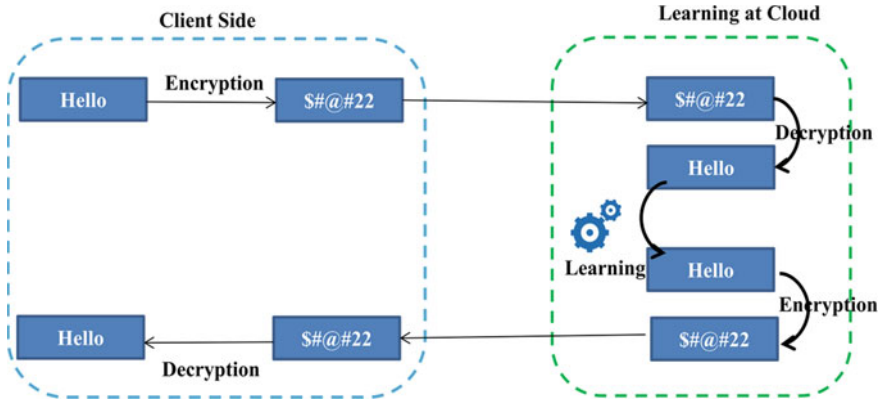 Client Side
Learning at Cloud
Hello
Encryption
$#@#22
$#@#22
Decryption
Hello
Learning
Hello
Encryption
$#@#22
$#@#22
Decryption
Hello